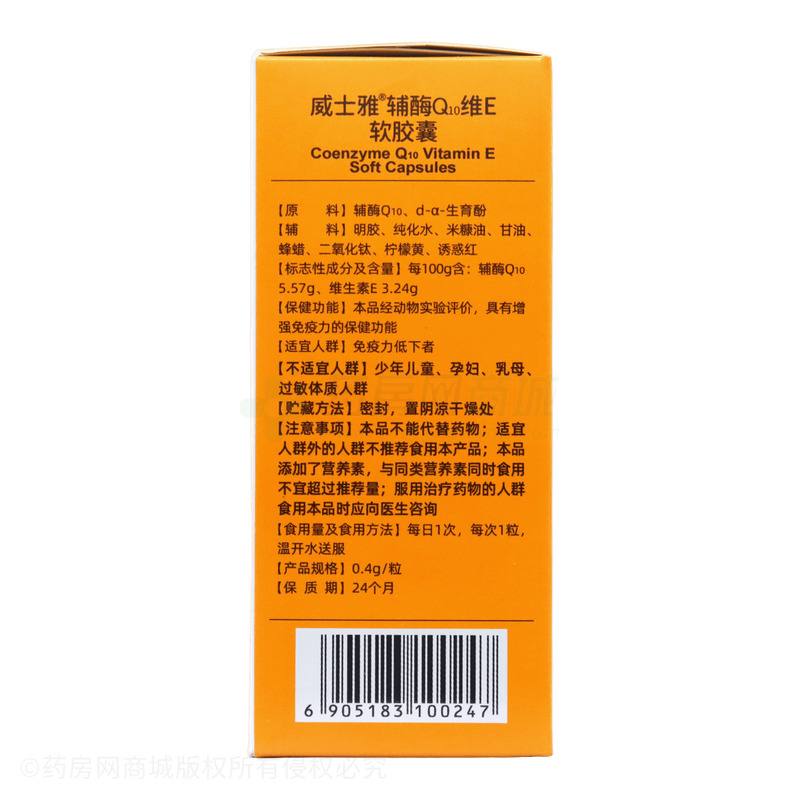 威士雅®辅酶Q10维E
软胶囊
Coenzyme Q10 Vitamin E
Soft Capsules
【原 料】辅酶Q10、d-α-生育酚
【辅 料】明胶、纯化水、米糠油、甘油、
蜂蜡、二氧化钛、柠檬黄、诱惑红
【标志性成分及含量】每100g含：辅酶Q10
5.57g、维生素E 3.24g
【保健功能】本品经动物实验评价，具有增
强免疫力的保健功能
【适宜人群】免疫力低下者
【不适宜人群】少年儿童、孕妇、乳母、
过敏体质人群
【贮藏方法】密封，置阴凉干燥处
【注意事项】本品不能代替药物；适宜
人群外的人群不推荐食用本产品；本品
添加了营养素，与同类营养素同时食用
不宜超过推荐量；服用治疗药物的人群
食用本品时应向医生咨询
【食用量及食用方法】每日1次，每次1粒，
温开水送服
【产品规格】0.4g/粒
【保 质 期】24个月
6 905183 100247
©药房网商城版权所有侵权必究
药房网商城